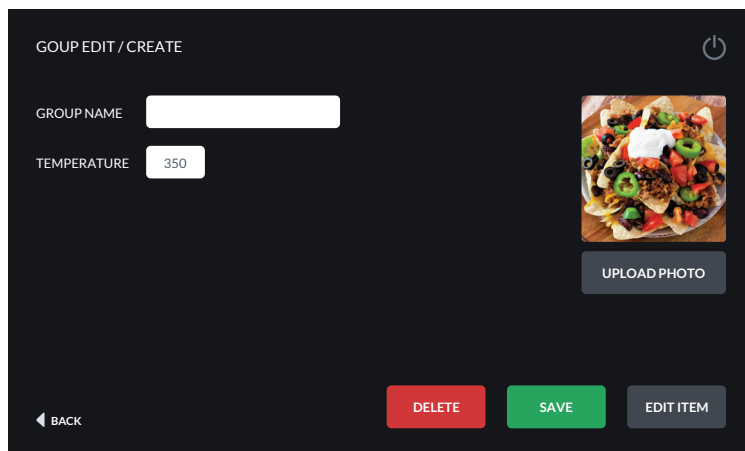 GOUP EDIT / CREATE
GROUP NAME
TEMPERATURE 350
UPLOAD PHOTO
BACK DELETE SAVE EDIT ITEM